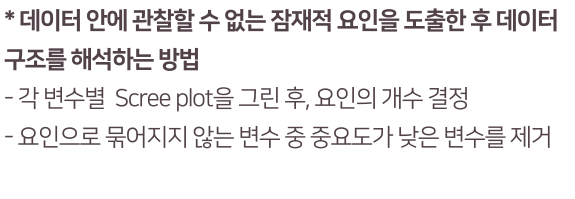 * 데이터 안에 관찰할 수 없는 잠재적 요인을 도출한 후 데이터
구조를 해석하는 방법
- 각 변수별  Scree plot을 그린 후, 요인의 개수 결정
- 요인으로 묶어지지 않는 변수 중 중요도가 낮은 변수를 제거